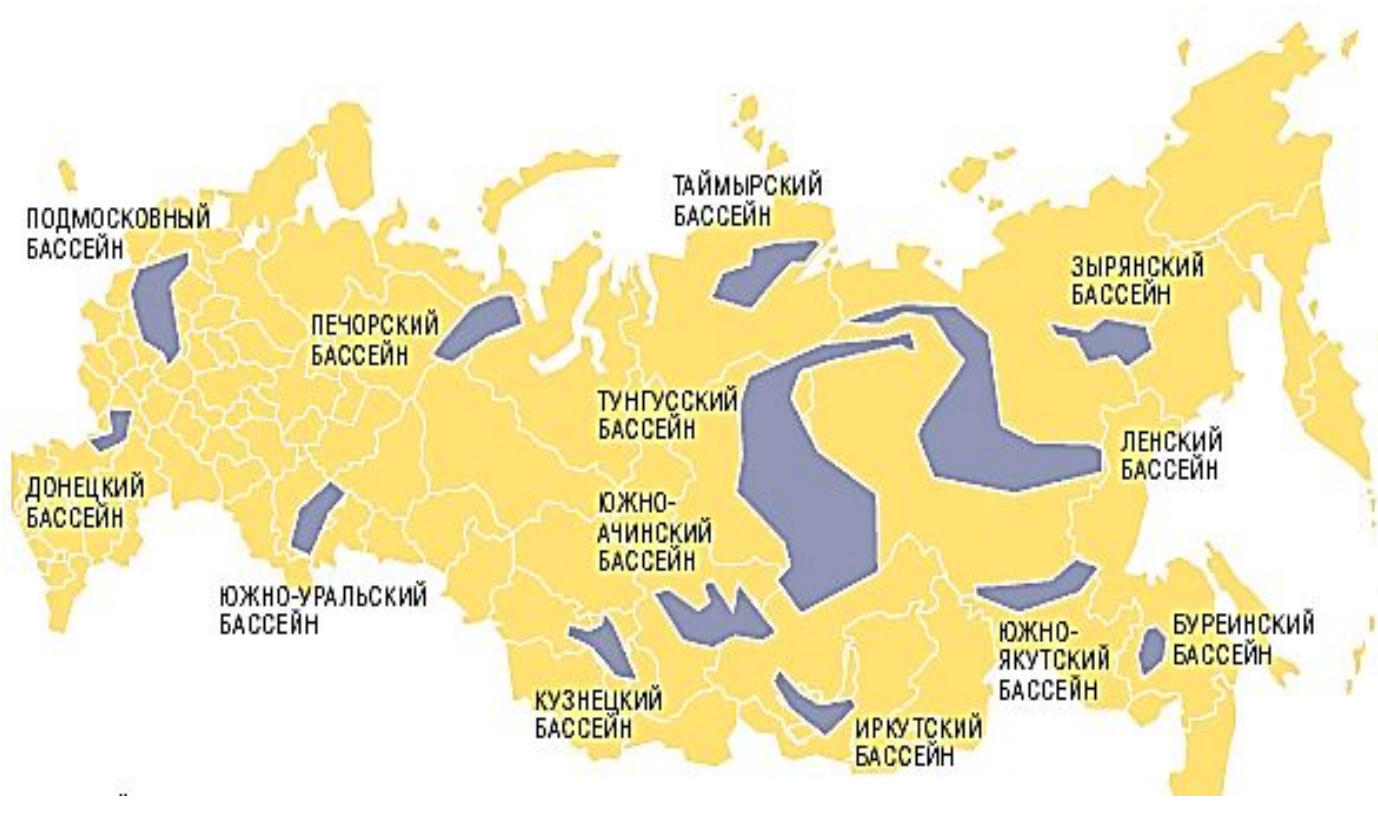 ТАЙМЫРСКИЙ
БАССЕЙН
ПОДМОСКОВНЫЙ
БАССЕЙН
ЗЫРЯНСКИЙ
БАССЕЙН
ПЕЧОРСКИЙ
БАССЕЙН
ТУНГУССКИЙ
БАССЕЙН
ЛЕНСКИЙ
БАССЕЙН
ДОНЕЦКИЙ
БАССЕЙН
ЮЖНО-
АЧИНСКИЙ
БАССЕЙН
ЮЖНО-УРАЛЬСКИЙ
БАССЕЙН
ЮЖНО-
ЯКУТСКИЙ
БАССЕЙН
БУРЕИНСКИЙ
БАССЕЙН
КУЗНЕЦКИЙ
БАССЕЙН
ИРКУТСКИЙ
БАССЕЙН